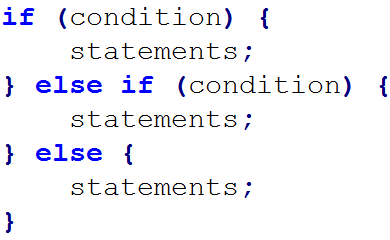 if (condition) {
    statements;
} else if (condition) {
    statements;
} else {
    statements;
}